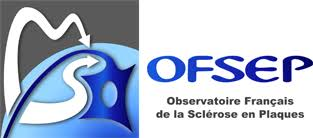 OFSEP
Observatoire Français
de la Sclérose en Plaques